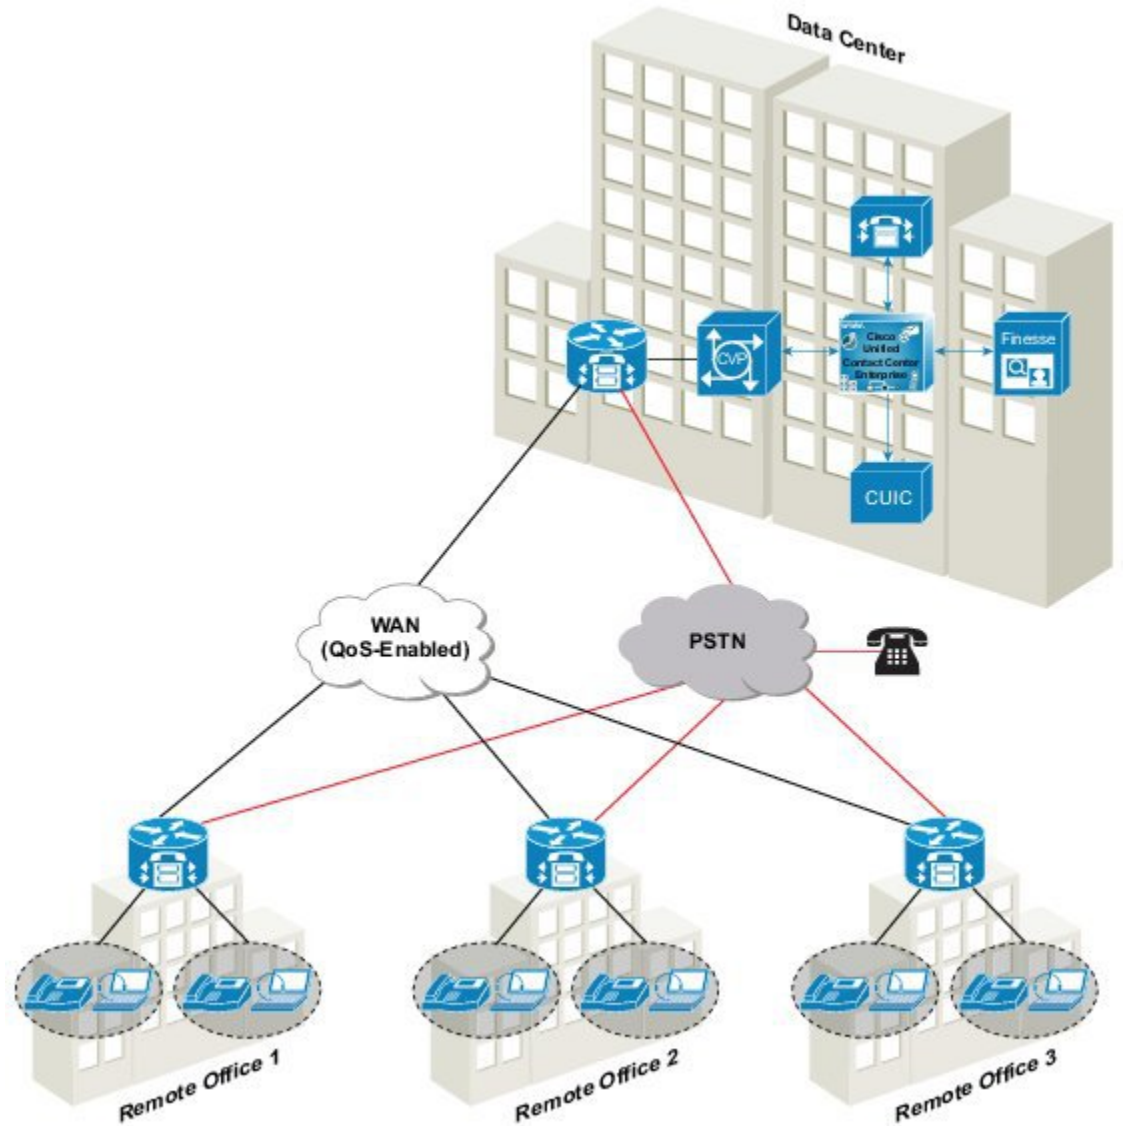 Data Center
CVP
Cisco
Unified
Contact Center
Enterprise
Finesse
CUIC
WAN
(QoS-Enabled)
PSTN
Remote Office 1
Remote Office 2
Remote Office 3